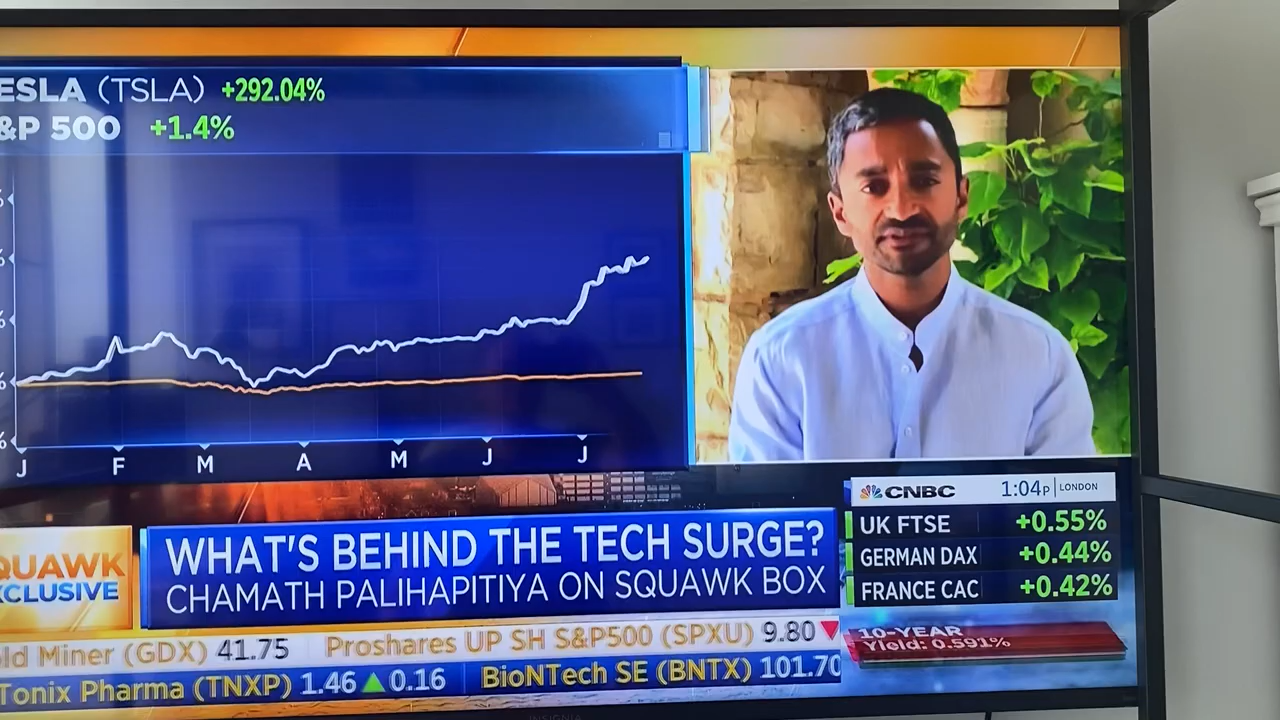 ESLA (TSLA) +292.04%
&P 500 +1.4%
%
%
%
%
%
J F M A M J J
CNBC 1:04P LONDON
UK FTSE +0.55%
GERMAN DAX +0.44%
FRANCE CAC +0.42%
10-YEAR
Yield: 0.591%
QUAWK
XCLUSIVE
WHAT'S BEHIND THE TECH SURGE?
CHAMATH PALIHAPITIYA ON SQUAWK BOX
ld Miner (GDX) 41.75 Proshares UP SH S&P500 (SPXU) 9.80
Tonix Pharma (TNXP) 1.46 0.16 BioNTech SE (BNTX) 101.70
INSIGNIA